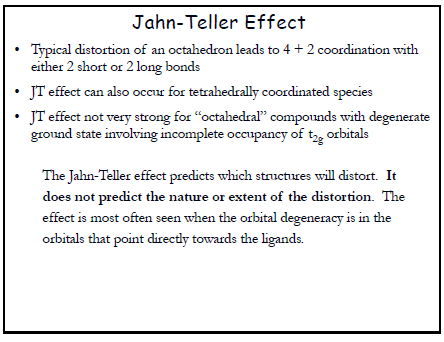 Jahn-Teller Effect
• Typical distortion of an octahedron leads to 4 + 2 coordination with
either 2 short or 2 long bonds
• JT effect can also occur for tetrahedrally coordinated species
• JT effect not very strong for “octahedral” compounds with degenerate
ground state involving incomplete occupancy of t2g orbitals
The Jahn-Teller effect predicts which structures will distort. It
does not predict the nature or extent of the distortion. The
effect is most often seen when the orbital degeneracy is in the
orbitals that point directly towards the ligands.